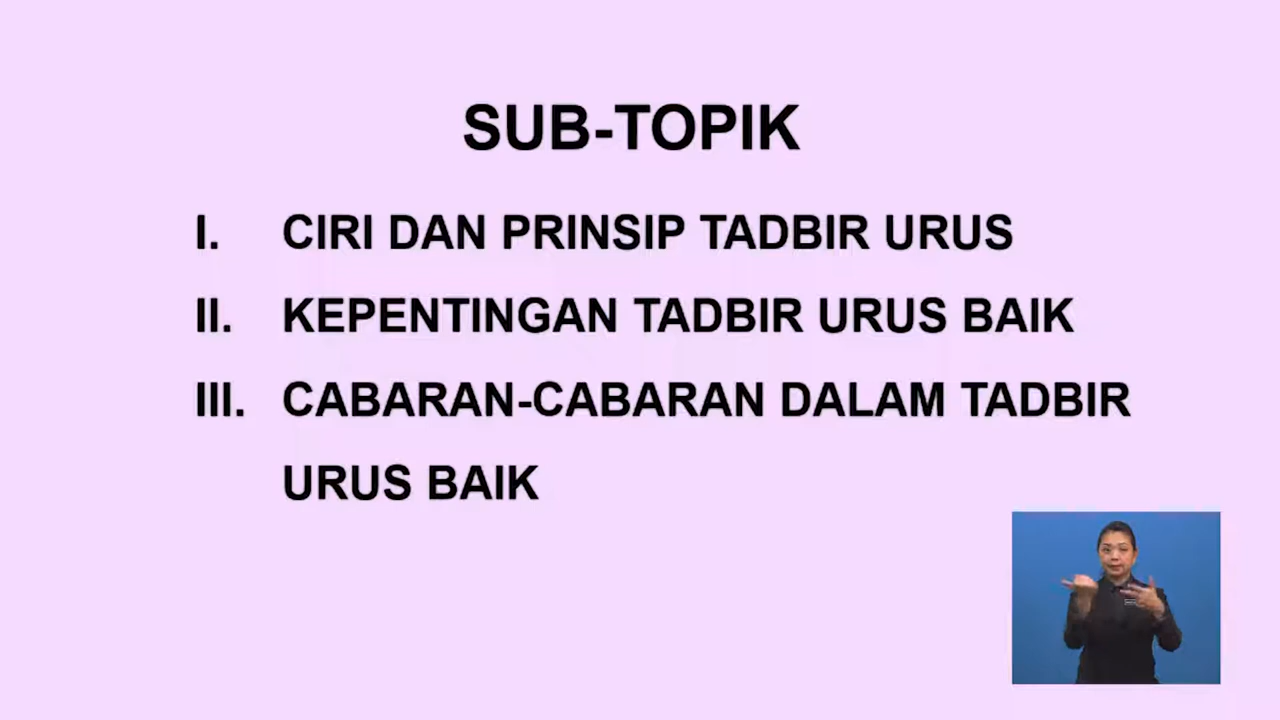 SUB-TOPIK
I. CIRI DAN PRINSIP TADBIR URUS
II. KEPENTINGAN TADBIR URUS BAIK
III. CABARAN-CABARAN DALAM TADBIR
URUS BAIK